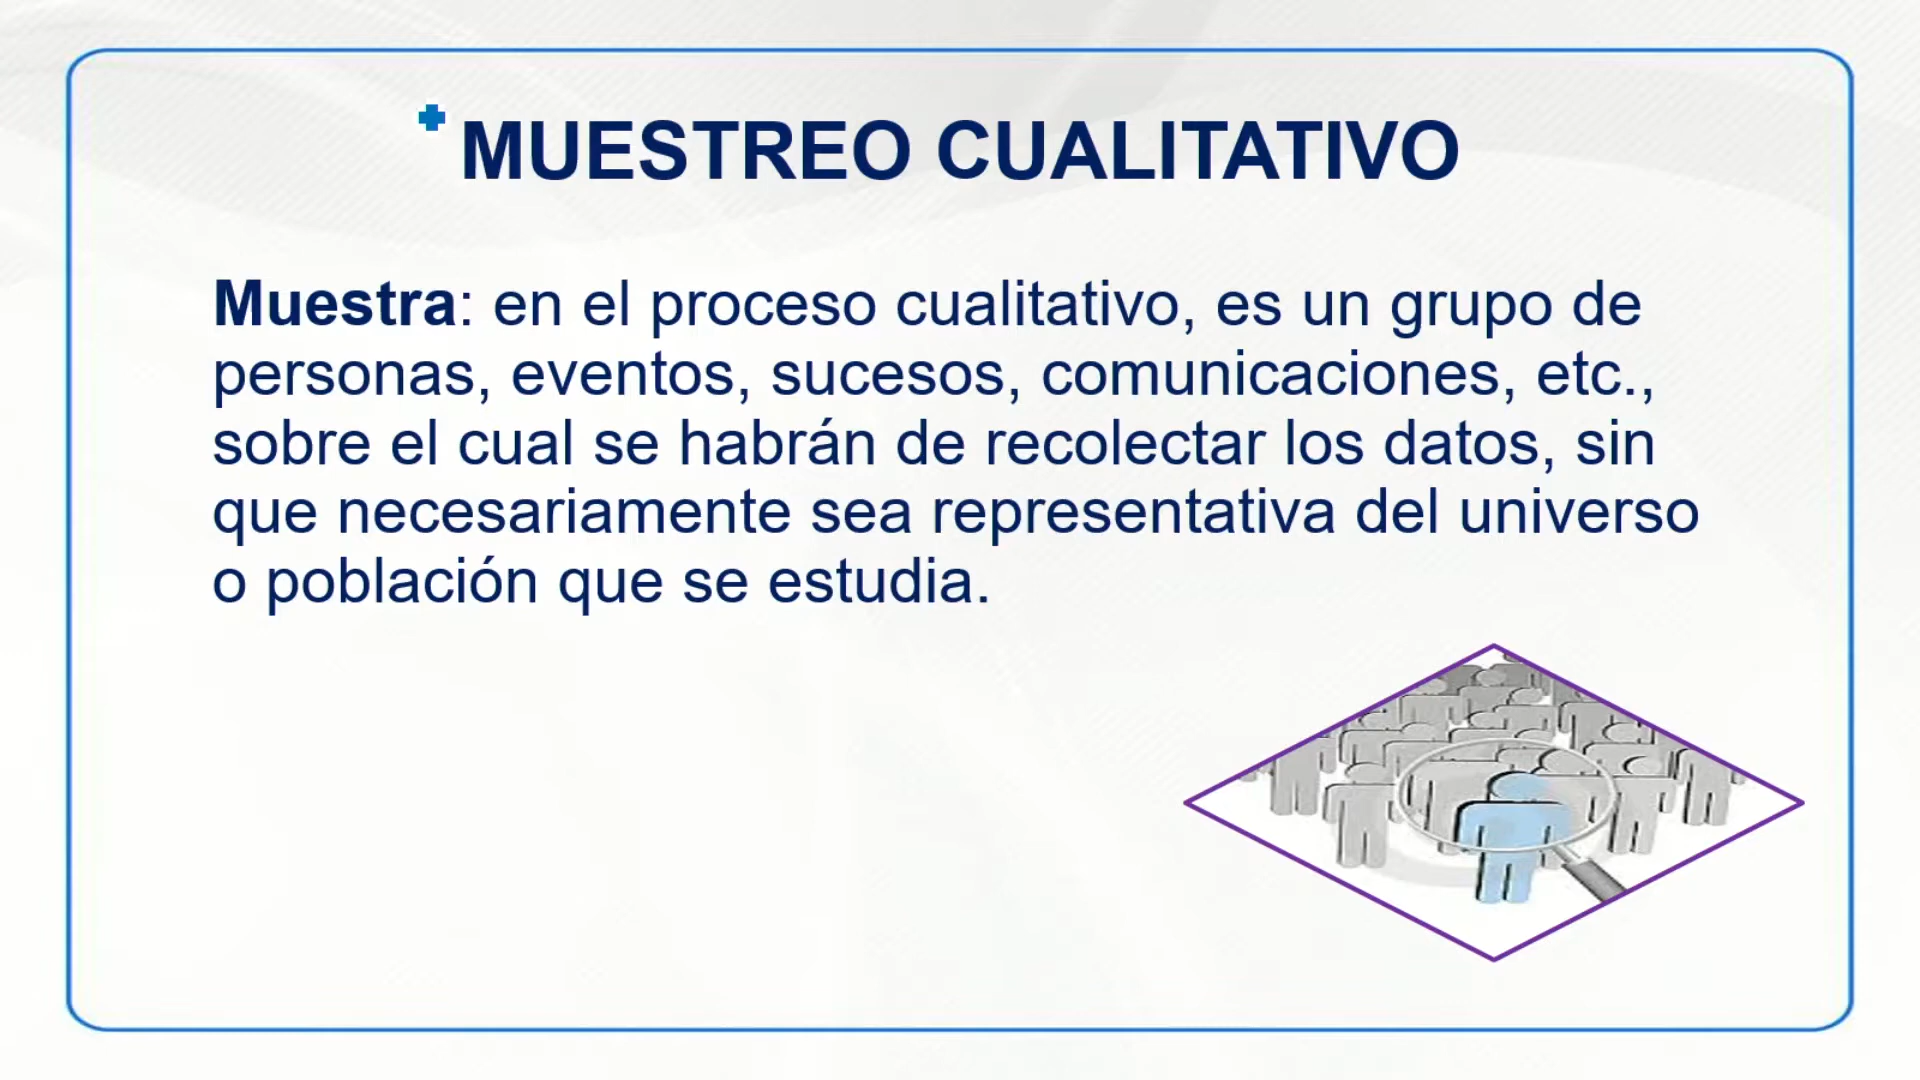 MUESTREO CUALITATIVO
Muestra: en el proceso cualitativo, es un grupo de
personas, eventos, sucesos, comunicaciones, etc.,
sobre el cual se habrán de recolectar los datos, sin
que necesariamente sea representativa del universo
o población que se estudia.